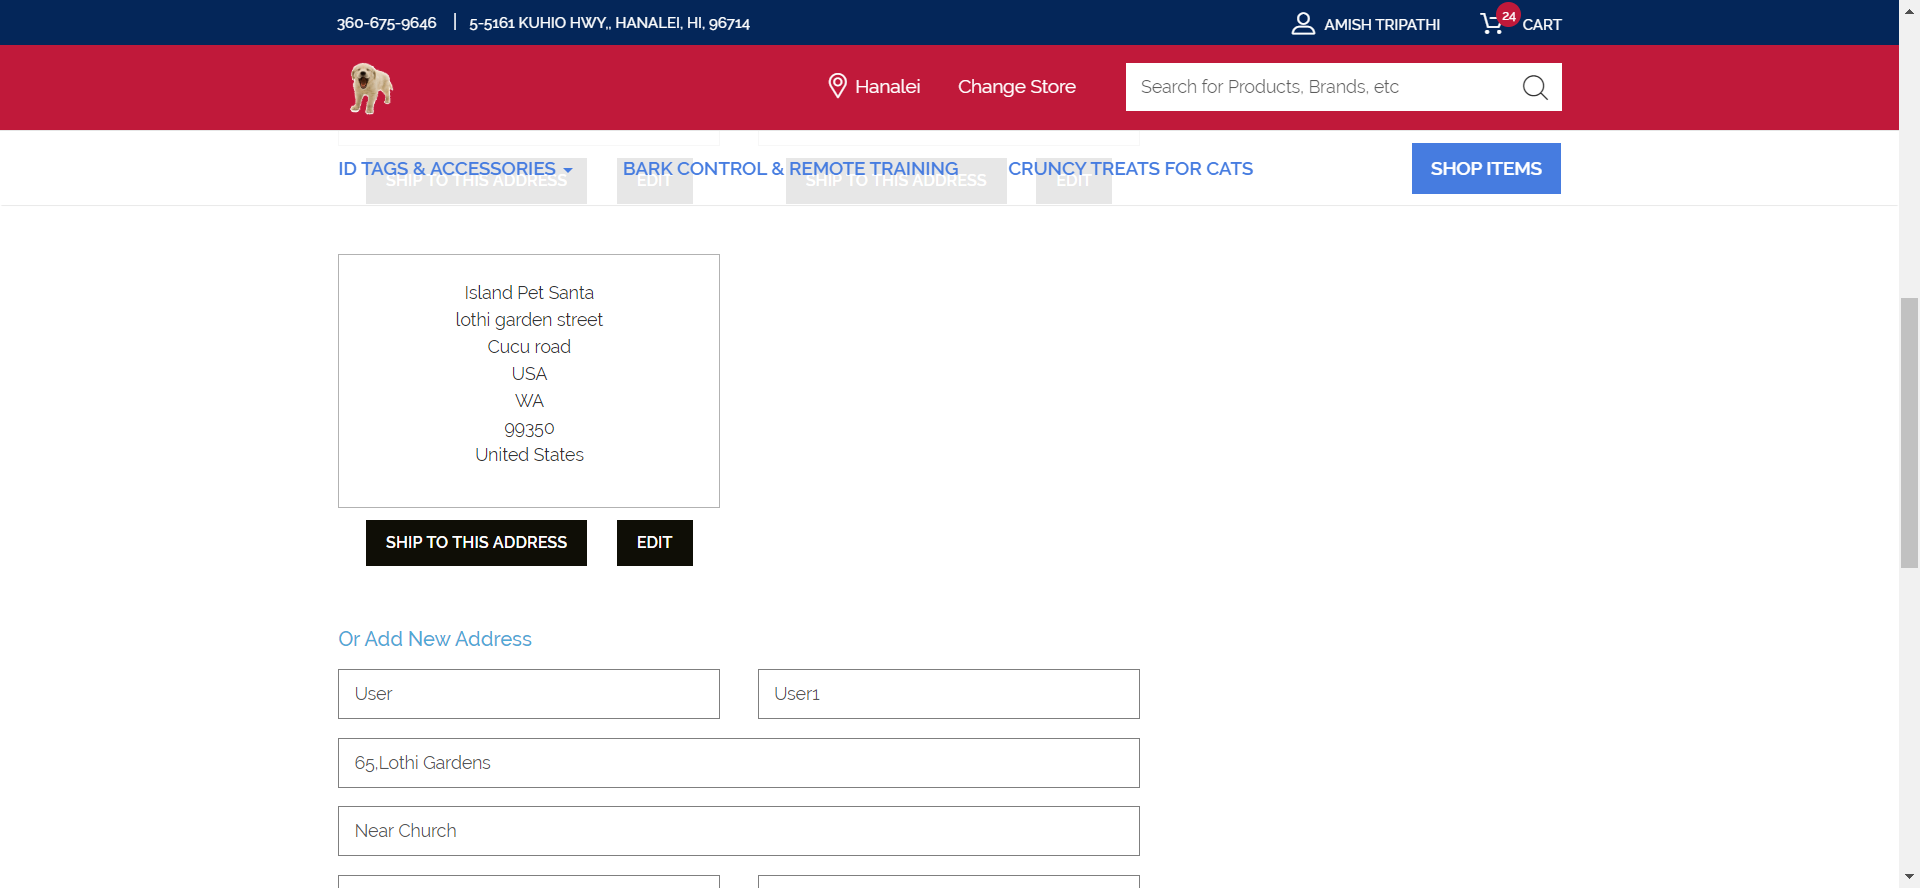 360-675-9646 | 5-5161 KUHIO HWY,, HANALEI, HI, 96714
AMISH TRIPATHI
24
CART
Hanalei
Change Store
Search for Products, Brands, etc
ID TAGS & ACCESSORIES
BARK CONTROL & REMOTE TRAINING
CRUNCY TREATS FOR CATS
SHOP ITEMS
SHIP TO THIS ADDRESS
EDIT
SHIP TO THIS ADDRESS
EDIT
Island Pet Santa
lothi garden street
Cucu road
USA
WA
99350
United States
SHIP TO THIS ADDRESS
EDIT
Or Add New Address
User
User1
65,Lothi Gardens
Near Church